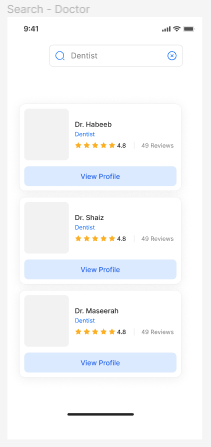 Search - Doctor
9:41
Dentist
Dr. Habeeb
Dentist
4.8 49 Reviews
View Profile
Dr. Shaiz
Dentist
4.8 49 Reviews
View Profile
Dr. Maseerah
Dentist
4.8 49 Reviews
View Profile